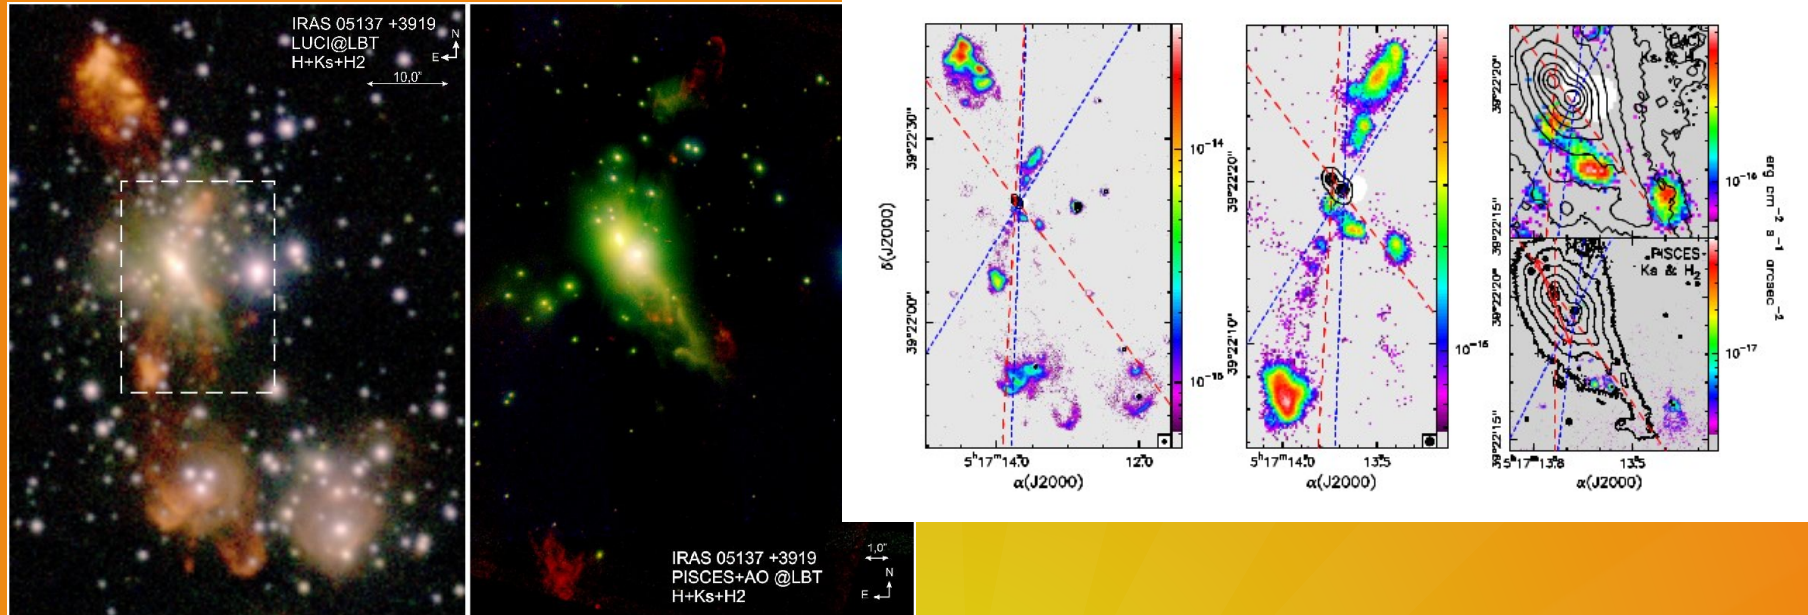 IRAS 05137 +3919
LUCI@LBT
H+Ks+H2
N
E
10,0"
IRAS 05137 +3919
PISCES+AO @LBT
H+Ks+H2
1,0"
N
E
δ(J2000)
39°22'30"
39°22'00"
5ʰ17ᵐ14.0
12.0
α(J2000)
10⁻¹⁴
10⁻¹⁵
39°22'20"
39°22'10"
5ʰ17ᵐ14.0
13.5
α(J2000)
10⁻¹⁵
Ks & H₂
39°22'20"
39°22'15"
10⁻¹⁶
PISCES
Ks & H₂
39°22'20"
39°22'15"
10⁻¹⁷
13.5
α(J2000)
erg cm⁻² s⁻¹ arcsec⁻²